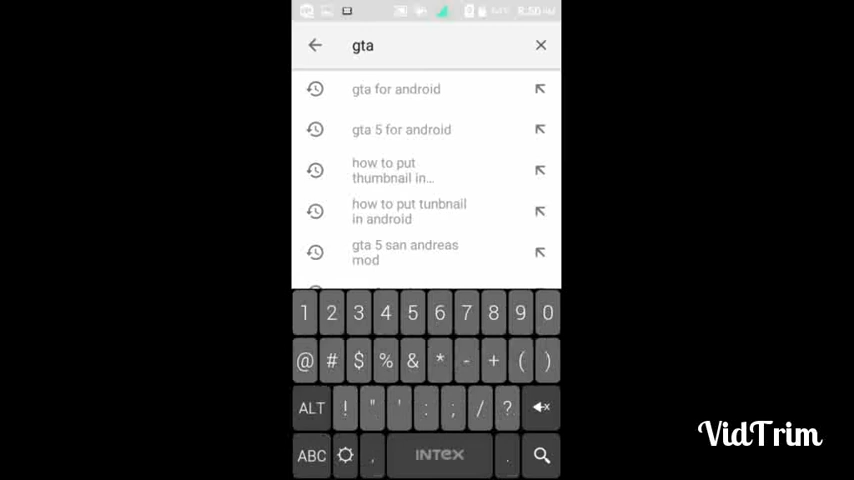 8:50 AM
gta
gta for android
gta 5 for android
how to put
thumbnail in...
how to put tunbnail
in android
gta 5 san andreas
mod
1 2 3 4 5 6 7 8 9 0
@ # $ % & * - + ( )
ALT ! " ' : ; / ?
ABC , INTEX .
VidTrim